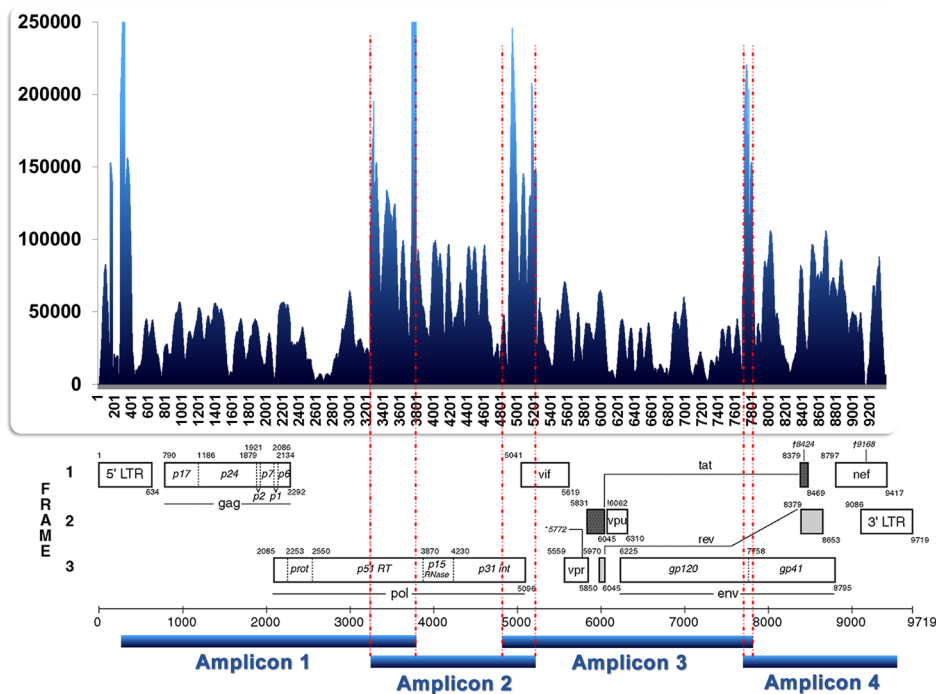 250000
200000
150000
100000
50000
0
1 201 401 601 801 1001 1201 1401 1601 1801 2001 2201 2401 2601 2801 3001 3201 3401 3601 3801 4001 4201 4401 4601 4801 5001 5201 5401 5601 5801 6001 6201 6401 6601 6801 7001 7201 7401 7601 7801 8001 8201 8401 8601 8801 9001 9201
FRAME
1 790 1186 1879 1921 2086 2134 5041 8379 †8424 8797 †9168
1 5' LTR p17 p24 p7 p6 vif tat nef
634 p2 p1 2292 5619 8469 9417
gag
5831 !6062 8379 9086
2 vpu 3' LTR
*5772 6045 6310 rev 8653 9719
2085 2253 2550 3870 4230 5559 5970 6225 7758
3 prot p51 RT p15 RNase p31 int vpr gp120 gp41
5096 5850 6045 8795
pol env
0 1000 2000 3000 4000 5000 6000 7000 8000 9000 9719
Amplicon 1 Amplicon 3
Amplicon 2 Amplicon 4